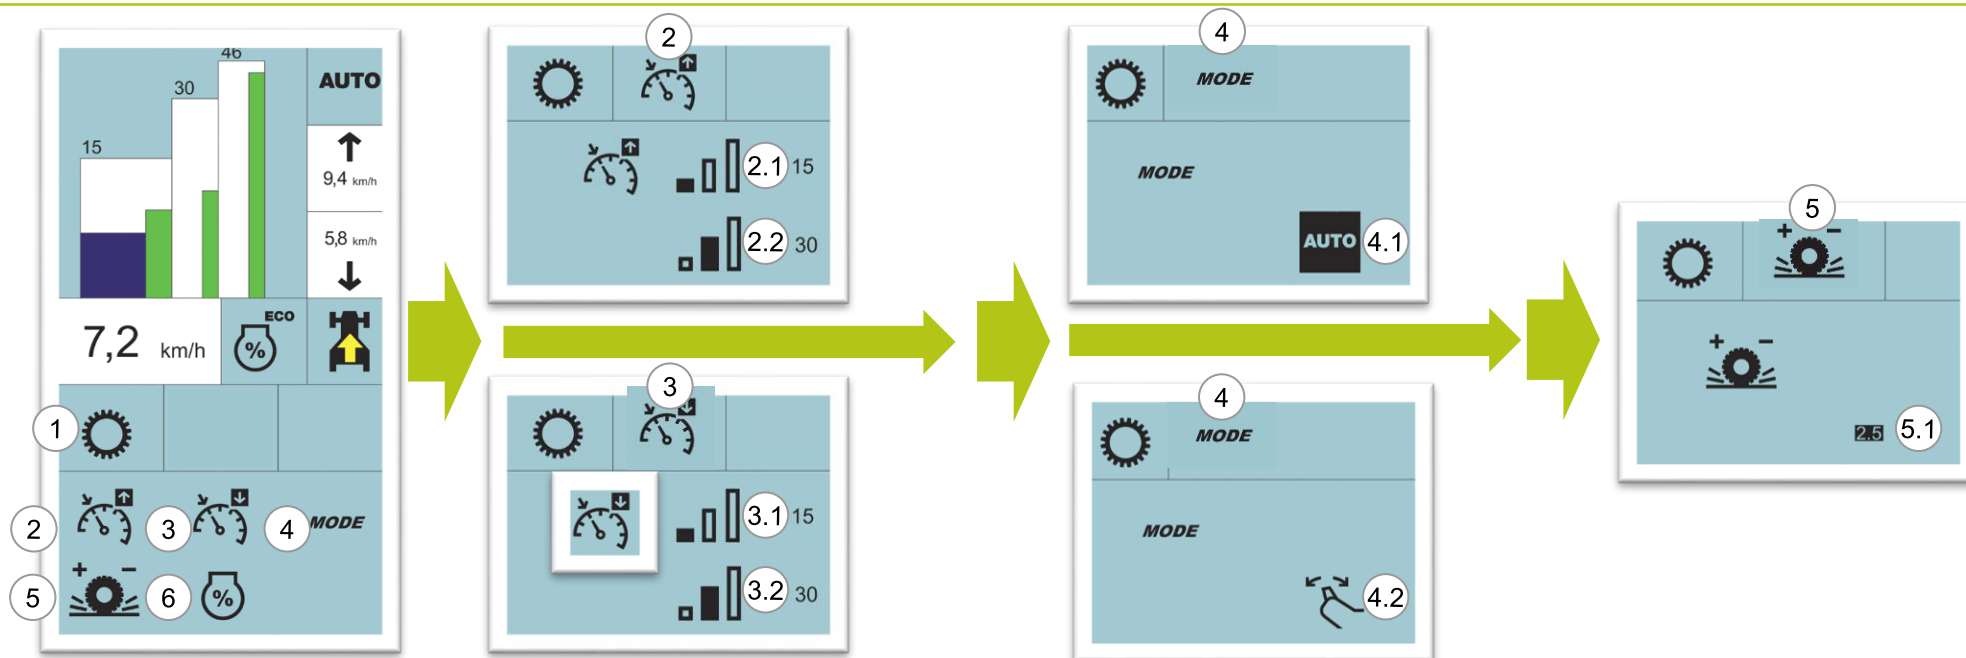 46
30
15
AUTO
9,4 km/h
5,8 km/h
7,2 km/h
ECO
%
1
2
3
4
MODE
+ −
5
6
%
2
2.1
15
2.2
30
3
3.1
15
3.2
30
4
MODE
MODE
AUTO
4.1
4
MODE
MODE
4.2
5
+ −
+ −
2.5
5.1